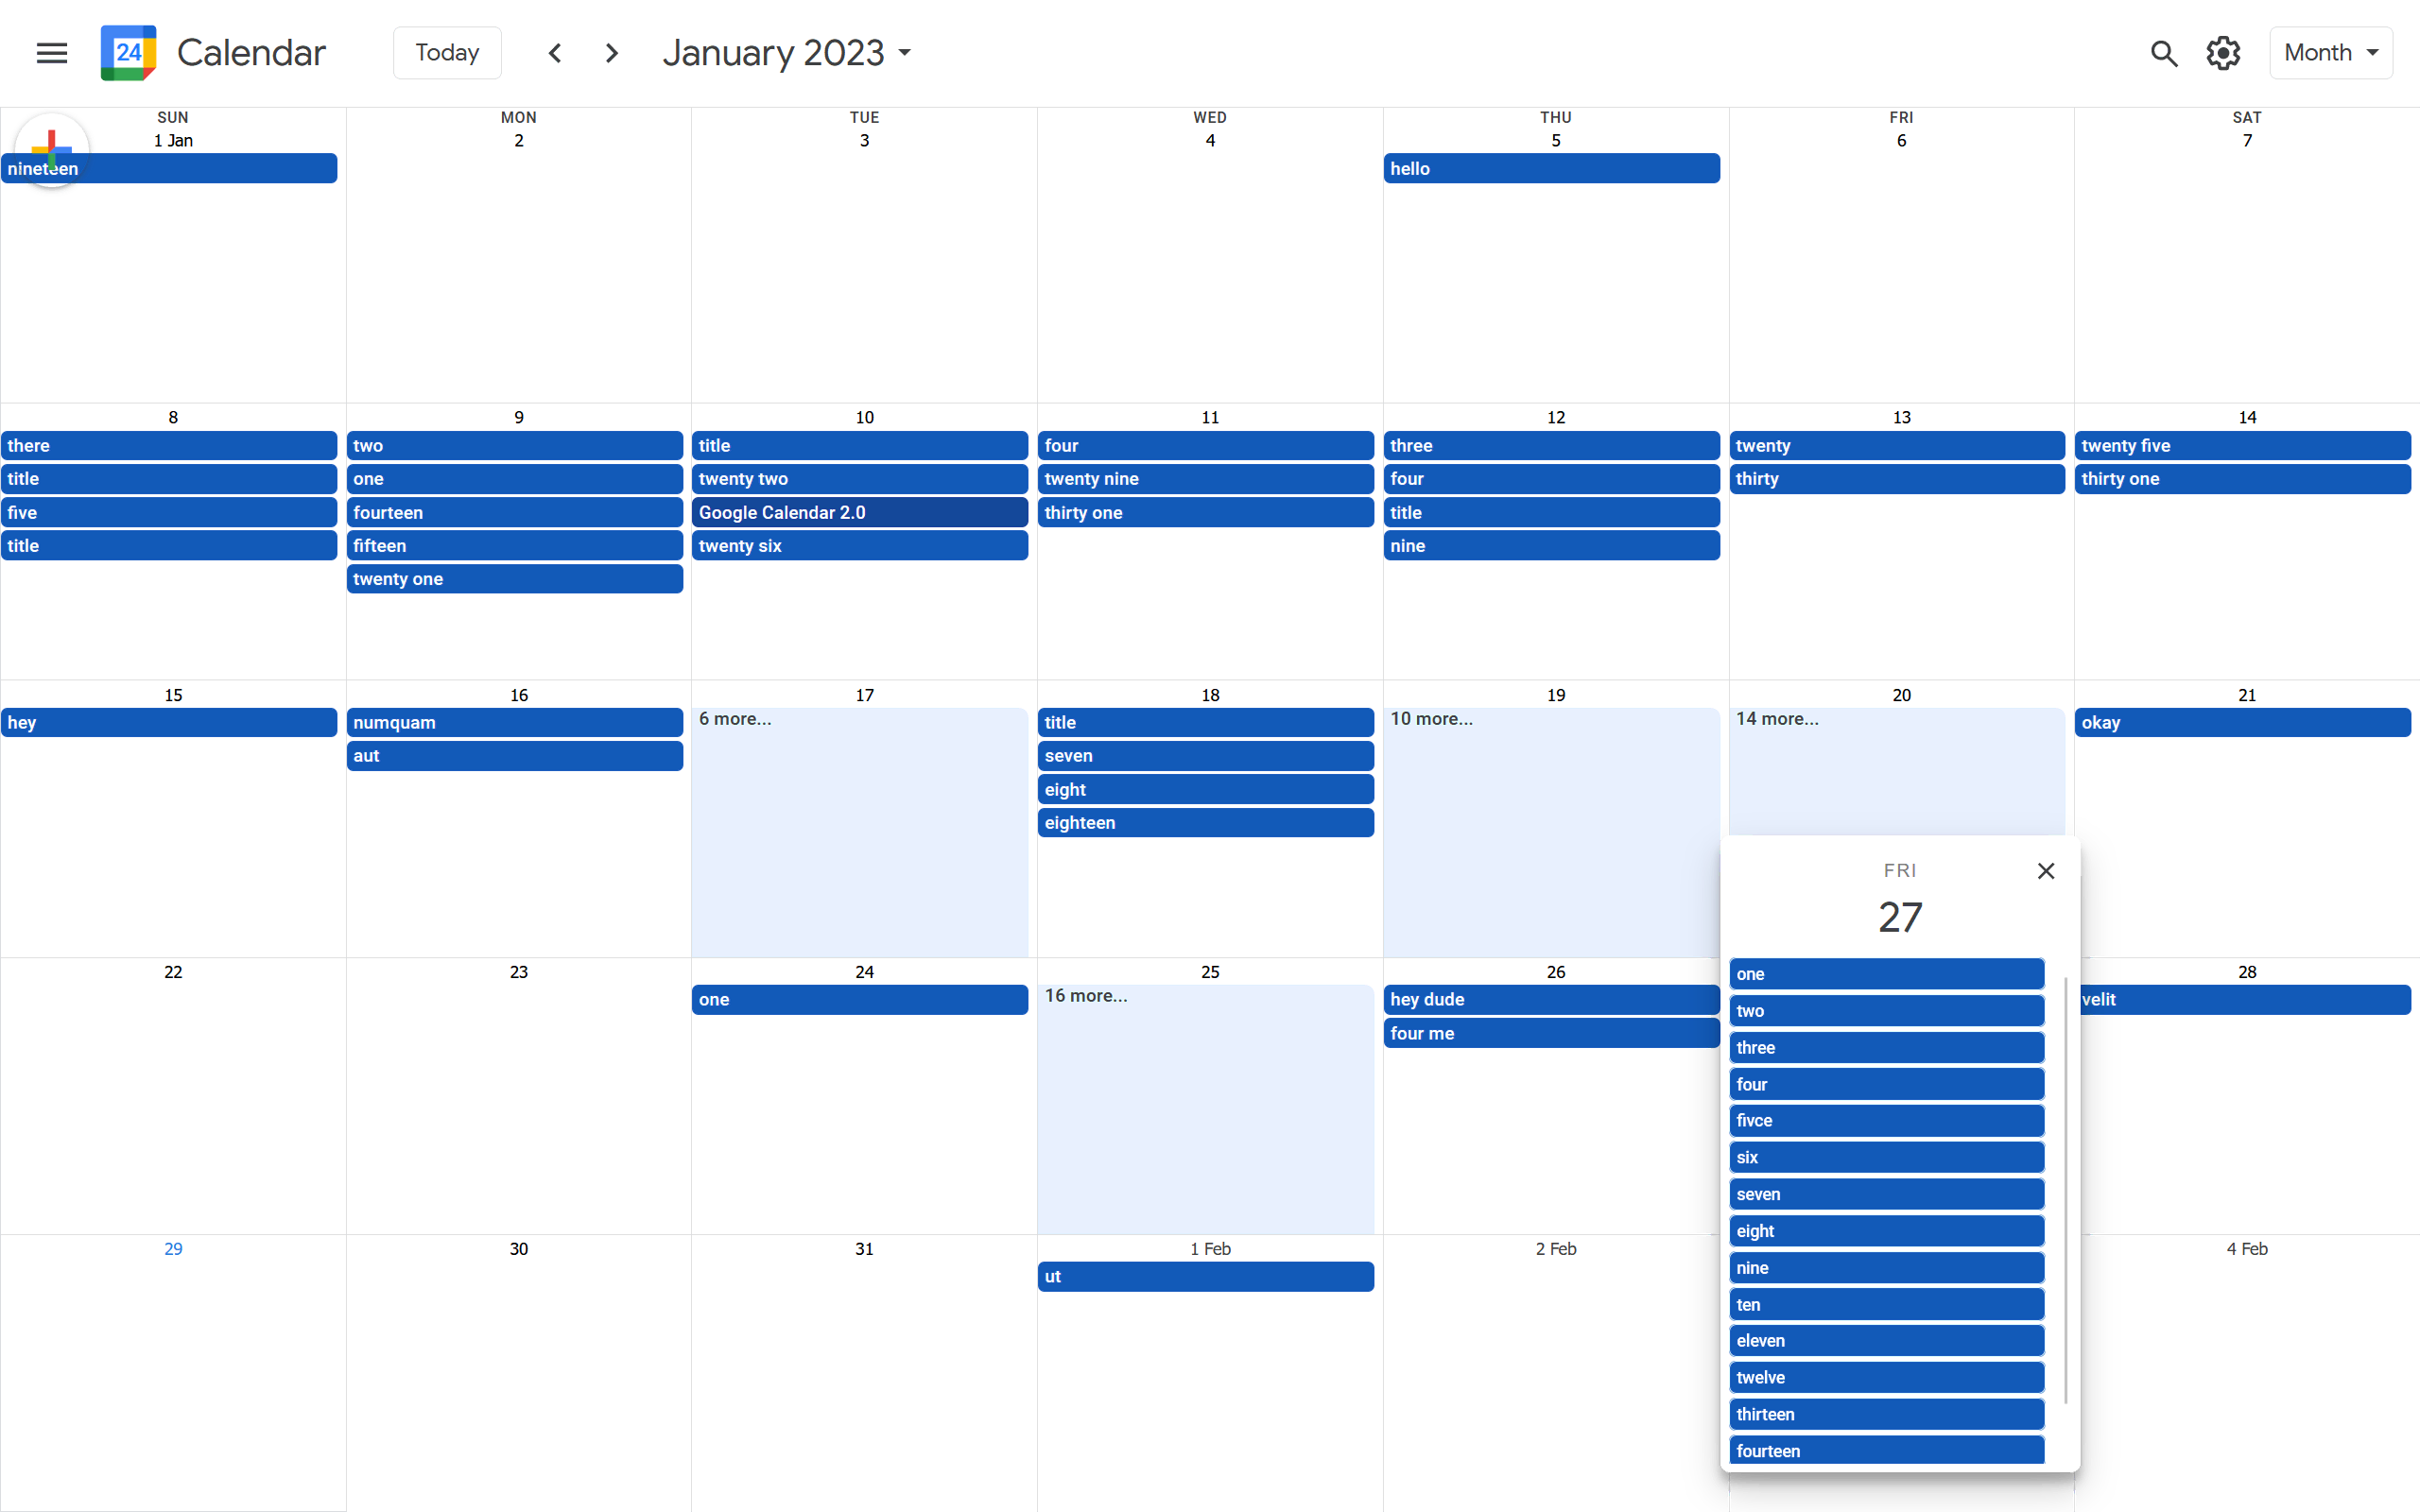 24 Calendar Today January 2023 Month
SUN MON TUE WED THU FRI SAT
1 Jan 2 3 4 5 6 7
nineteen hello
8 9 10 11 12 13 14
there two title four three twenty twenty five
title one twenty two twenty nine four thirty thirty one
five fourteen Google Calendar 2.0 thirty one title
title fifteen twenty six nine
twenty one
15 16 17 18 19 20 21
hey numquam 6 more... title 10 more... 14 more... okay
aut seven
eight
eighteen
FRI
27
22 23 24 25 26 28
one 16 more... hey dude velit
four me
one
two
three
four
fivce
six
seven
eight
nine
ten
eleven
twelve
thirteen
fourteen
29 30 31 1 Feb 2 Feb 4 Feb
ut